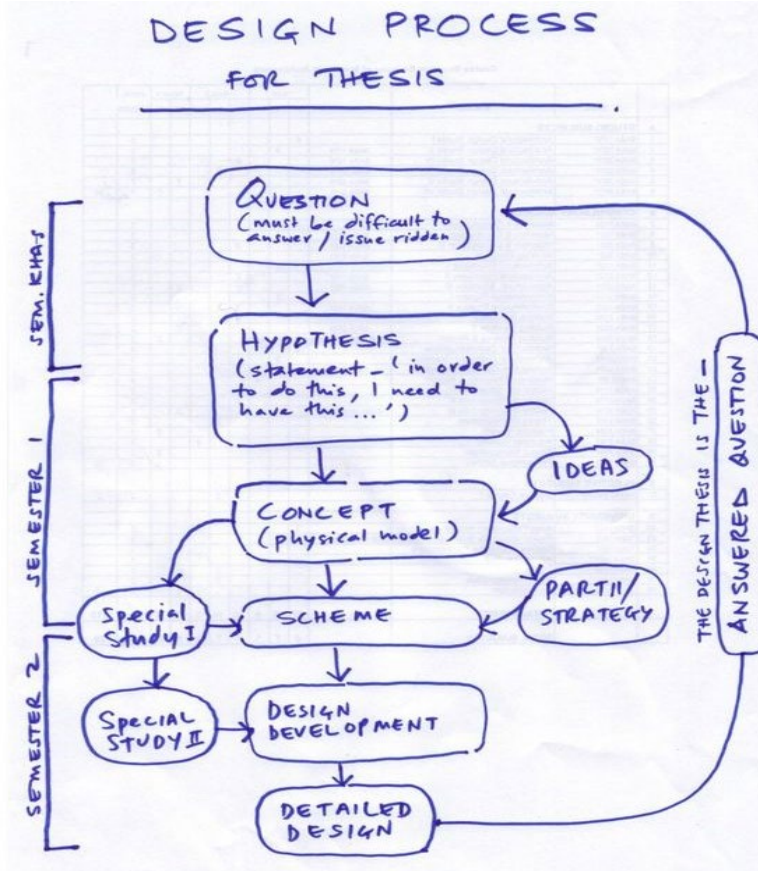 DESIGN PROCESS
FOR THESIS
SEM. KHAS
QUESTION
(must be difficult to
answer / issue ridden)
HYPOTHESIS
(statement - 'in order
to do this, I need to
have this ...')
IDEAS
SEMESTER 1
CONCEPT
(physical model)
PARTII/
STRATEGY
Special
Study I
SCHEME
SEMESTER 2
SPECIAL
STUDY II
DESIGN
DEVELOPMENT
DETAILED
DESIGN
THE DESIGN THESIS IS THE -
ANSWERED QUESTION